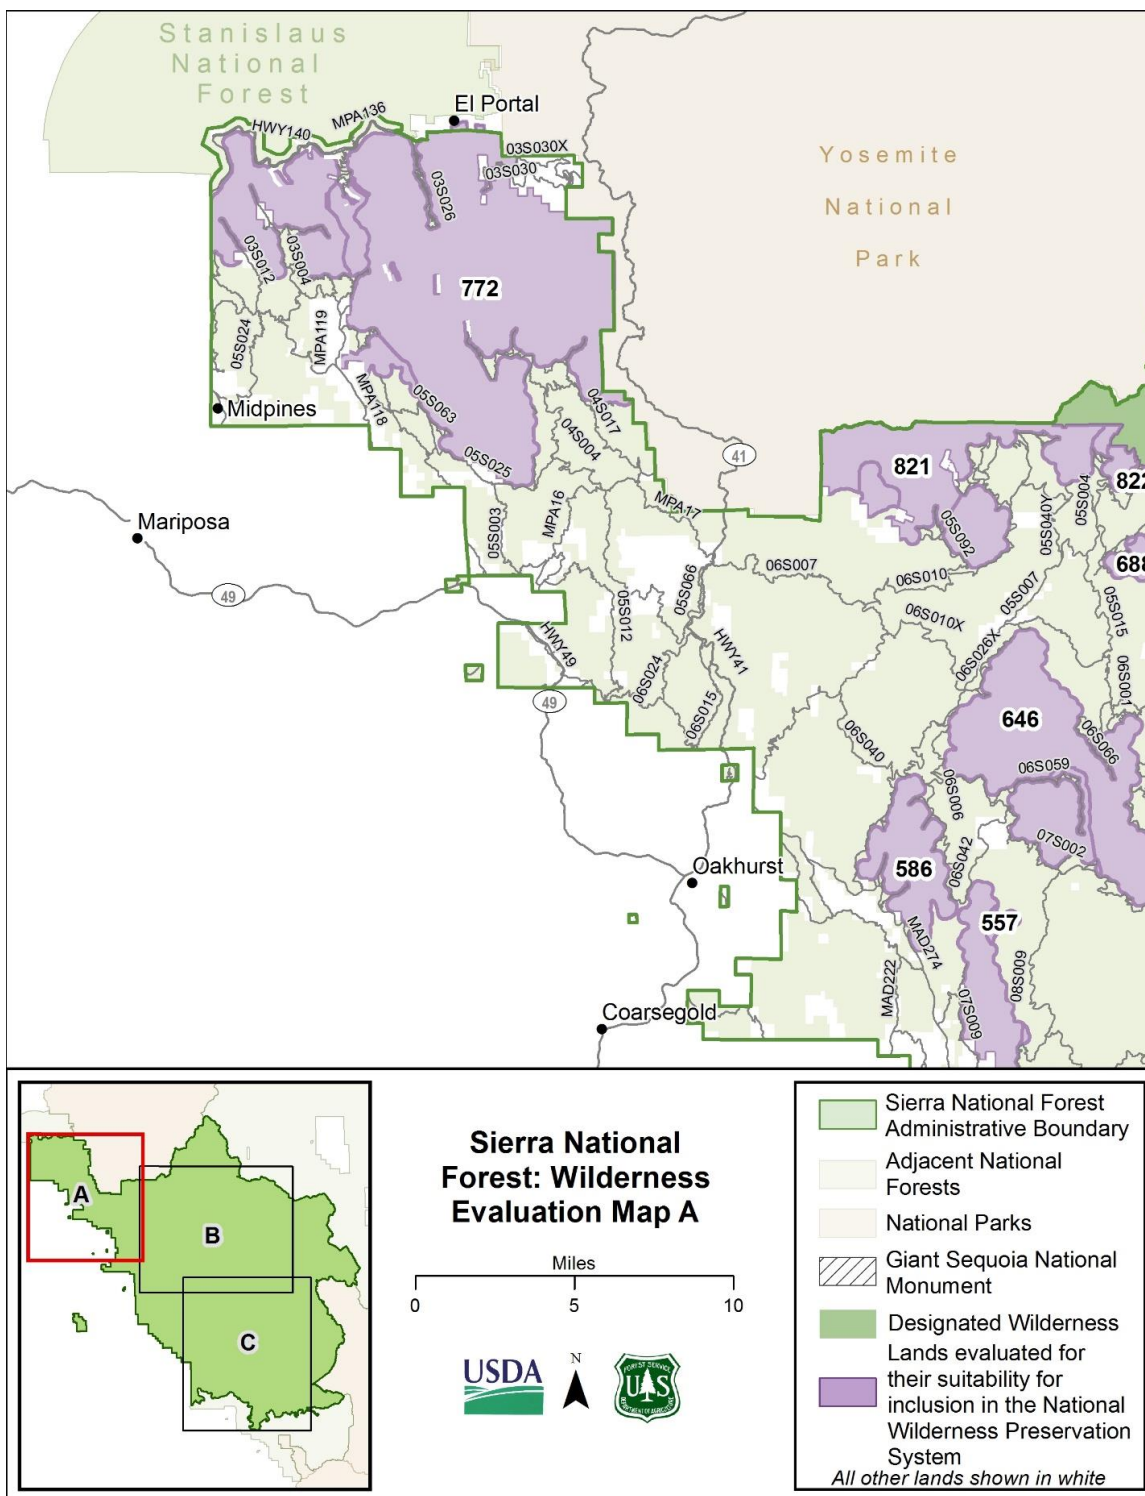 Stanislaus
National
Forest
El Portal
MPA136
HWY140
03S030X
03S030
03S026
Yosemite
National
Park
03S012
03S004
772
05S024
MPA119
MPA118
05S063
04S017
04S004
Midpines
05S025
41
821
822
05S004
05S040Y
MPA17
MPA16
05S003
05S092
Mariposa
688
06S007
06S010
05S007
05S066
49
05S012
06S010X
05S015
HWY49
HWY41
06S026X
06S024
06S001
49
06S015
646
06S040
06S066
06S059
06S006
07S002
06S042
Oakhurst
586
557
MAD274
MAD222
08S009
07S009
Coarsegold
A
B
C
Sierra National
Forest: Wilderness
Evaluation Map A
Miles
0 5 10
USDA
N
FOREST SERVICE
U S
DEPARTMENT OF AGRICULTURE
Sierra National Forest
Administrative Boundary
Adjacent National
Forests
National Parks
Giant Sequoia National
Monument
Designated Wilderness
Lands evaluated for
their suitability for
inclusion in the National
Wilderness Preservation
System
All other lands shown in white